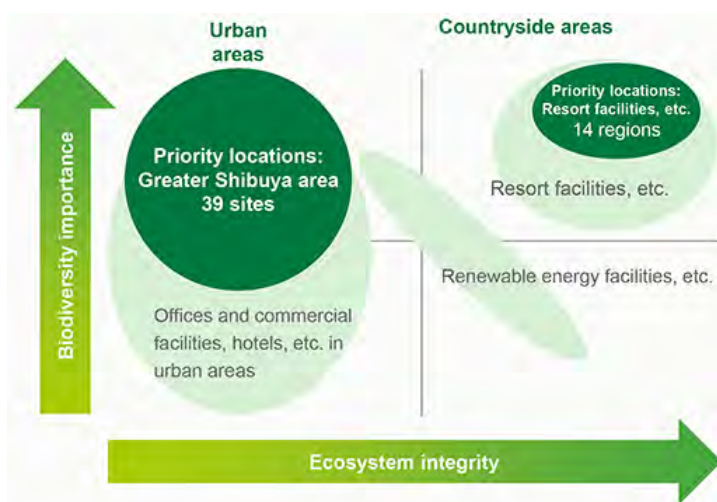 Urban
areas
Countryside areas
Biodiversity importance
Priority locations:
Greater Shibuya area
39 sites
Offices and commercial
facilities, hotels, etc. in
urban areas
Priority locations:
Resort facilities, etc.
14 regions
Resort facilities, etc.
Renewable energy facilities, etc.
Ecosystem integrity